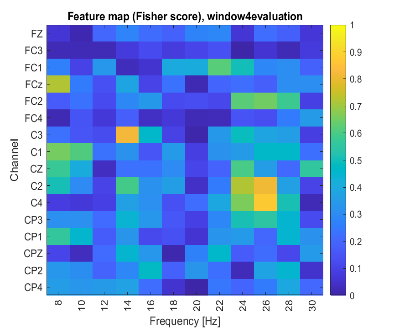 Feature map (Fisher score), window4evaluation
Channel
FZ
FC3
FC1
FCz
FC2
FC4
C3
C1
CZ
C2
C4
CP3
CP1
CPZ
CP2
CP4
8 10 12 14 16 18 20 22 24 26 28 30
Frequency [Hz]
1
0.9
0.8
0.7
0.6
0.5
0.4
0.3
0.2
0.1
0